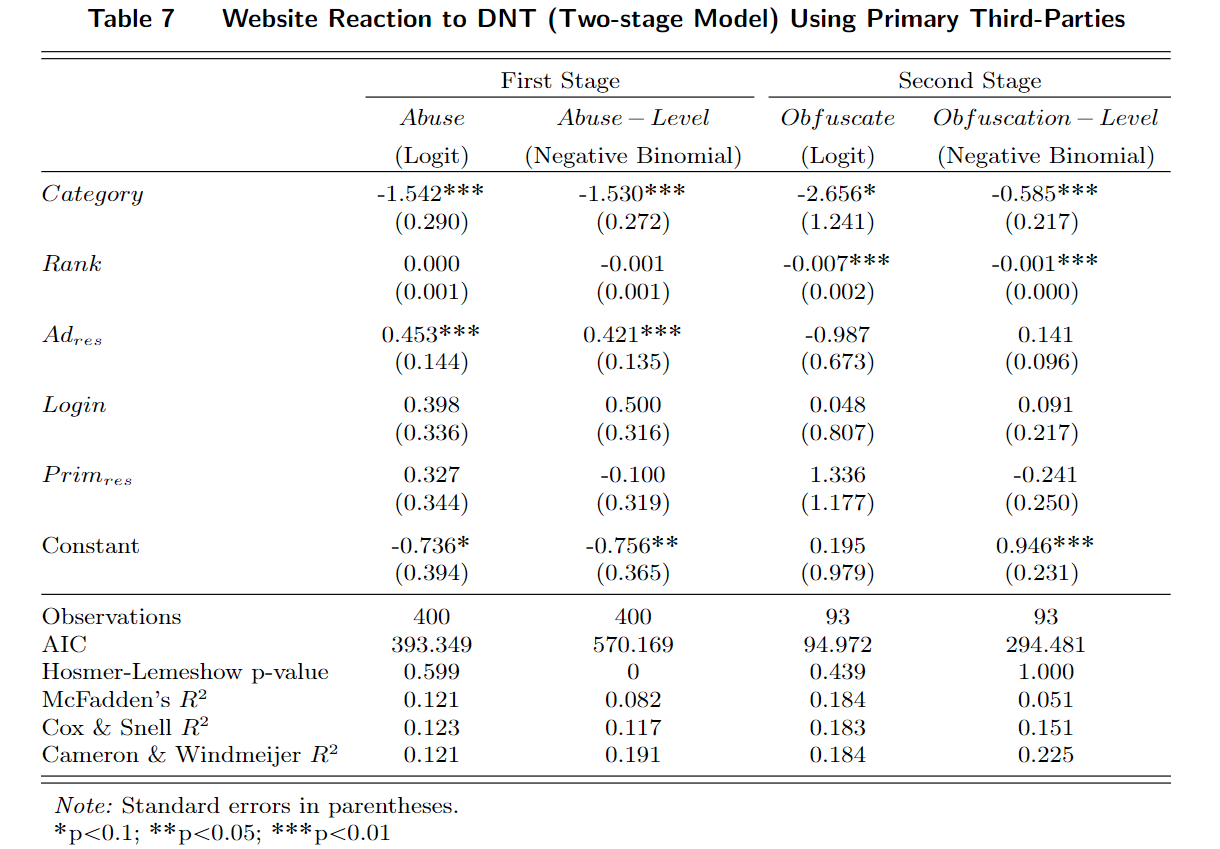 Table 7 Website Reaction to DNT (Two-stage Model) Using Primary Third-Parties
First Stage Second Stage
Abuse Abuse − Level Obfuscate Obfuscation − Level
(Logit) (Negative Binomial) (Logit) (Negative Binomial)
Category -1.542*** -1.530*** -2.656* -0.585***
(0.290) (0.272) (1.241) (0.217)
Rank 0.000 -0.001 -0.007*** -0.001***
(0.001) (0.001) (0.002) (0.000)
Ad_res 0.453*** 0.421*** -0.987 0.141
(0.144) (0.135) (0.673) (0.096)
Login 0.398 0.500 0.048 0.091
(0.336) (0.316) (0.807) (0.217)
Prim_res 0.327 -0.100 1.336 -0.241
(0.344) (0.319) (1.177) (0.250)
Constant -0.736* -0.756** 0.195 0.946***
(0.394) (0.365) (0.979) (0.231)
Observations 400 400 93 93
AIC 393.349 570.169 94.972 294.481
Hosmer-Lemeshow p-value 0.599 0 0.439 1.000
McFadden's R² 0.121 0.082 0.184 0.051
Cox & Snell R² 0.123 0.117 0.183 0.151
Cameron & Windmeijer R² 0.121 0.191 0.184 0.225
Note: Standard errors in parentheses.
*p<0.1; **p<0.05; ***p<0.01